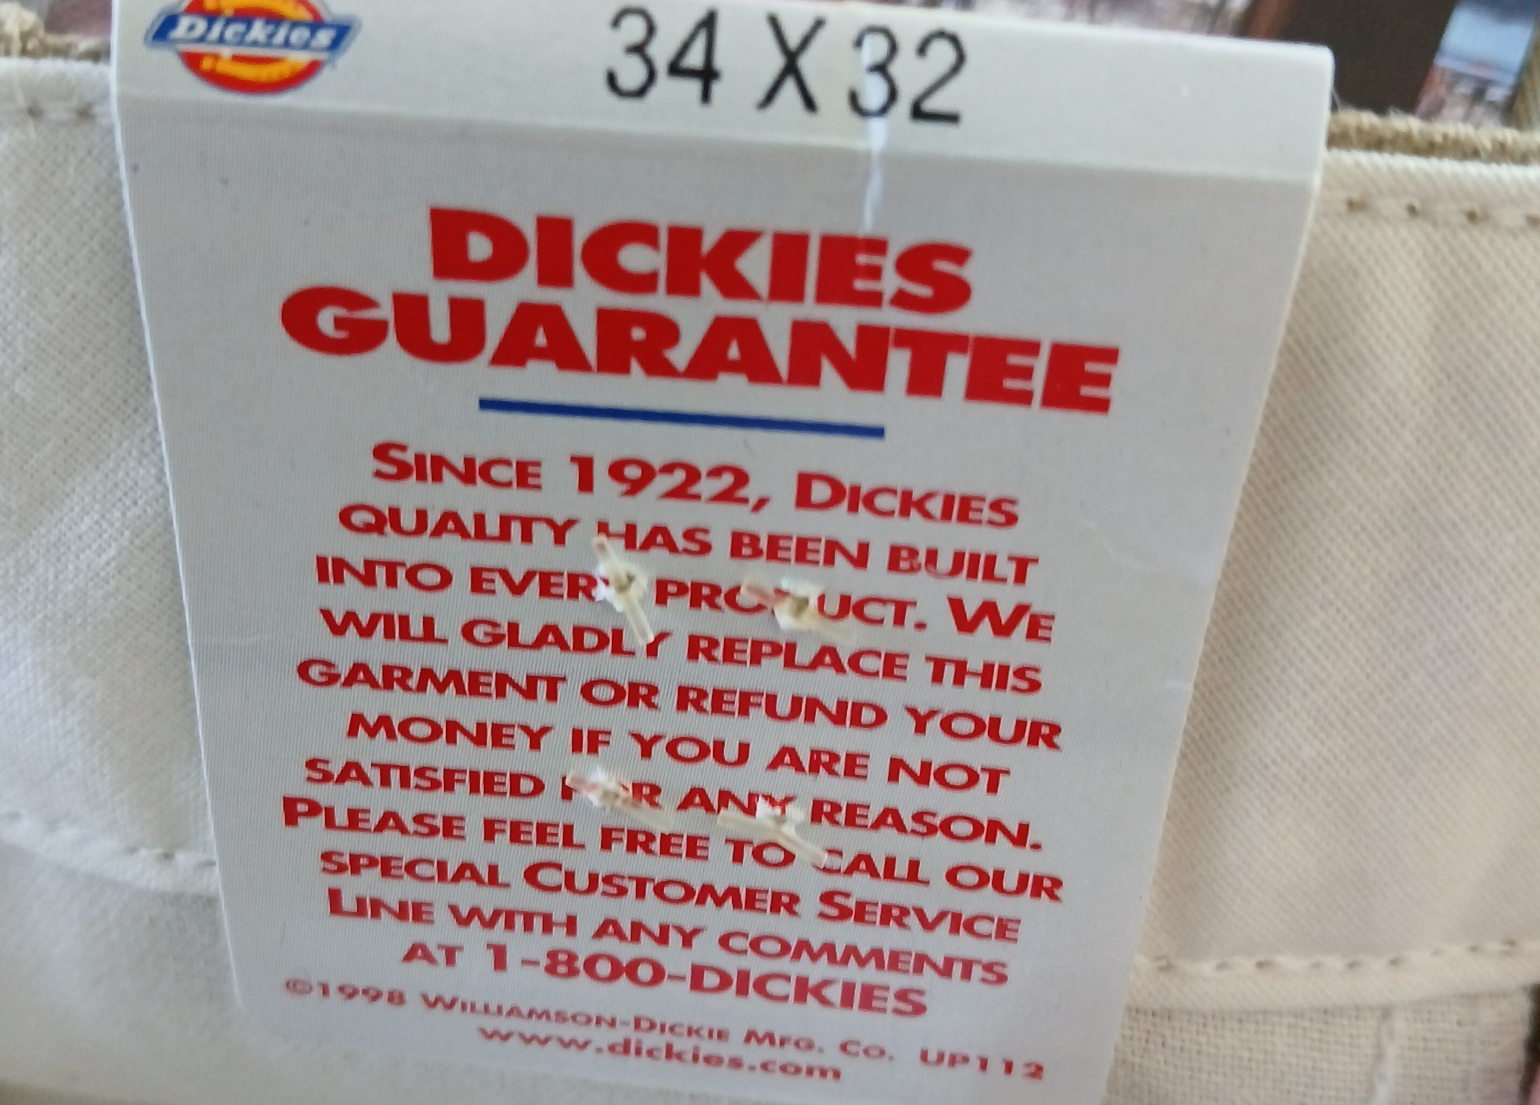 Dickies
34 X 32
DICKIES
GUARANTEE
SINCE 1922, DICKIES
QUALITY HAS BEEN BUILT
INTO EVERY PRODUCT. WE
WILL GLADLY REPLACE THIS
GARMENT OR REFUND YOUR
MONEY IF YOU ARE NOT
SATISFIED FOR ANY REASON.
PLEASE FEEL FREE TO CALL OUR
SPECIAL CUSTOMER SERVICE
LINE WITH ANY COMMENTS
AT 1-800-DICKIES
©1998 WILLIAMSON-DICKIE MFG. CO. UP112
www.dickies.com